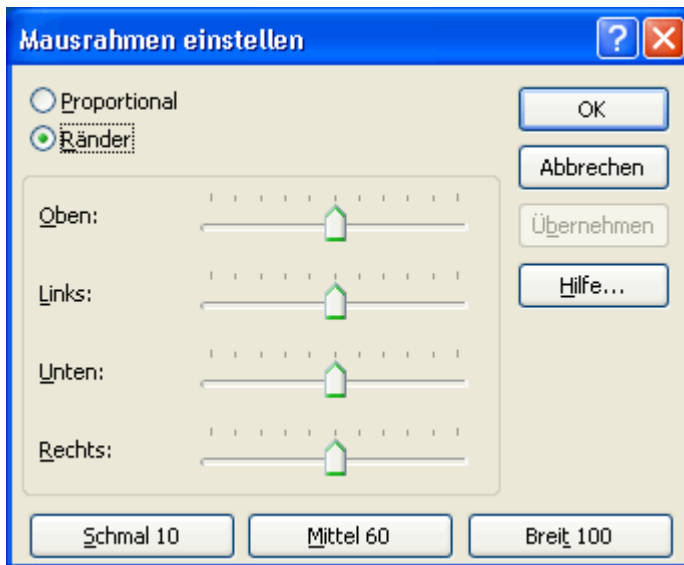 Mausrahmen einstellen ?
Proportional
Ränder
OK
Abbrechen
Übernehmen
Hilfe...
Oben:
Links:
Unten:
Rechts:
Schmal 10 Mittel 60 Breit 100